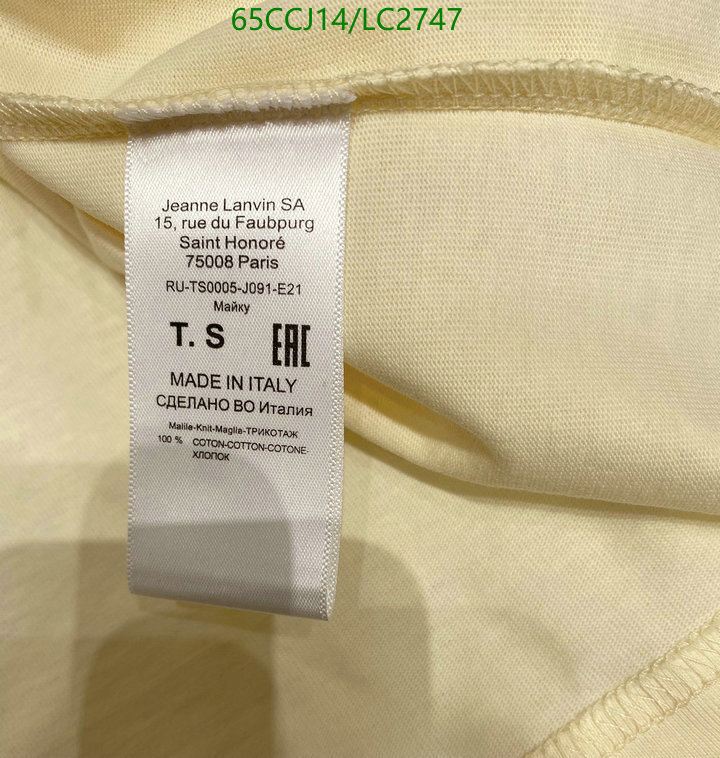 65CCJ14/LC2747
Jeanne Lanvin SA
15, rue du Faubpurg
Saint Honoré
75008 Paris
RU-TS0005-J091-E21
Майку
T. S EAC
MADE IN ITALY
СДЕЛАНО ВО Италия
Maille-Knit-Maglia-ТРИКОТАЖ
100 % COTON-COTTON-COTONE-
ХЛОПОК